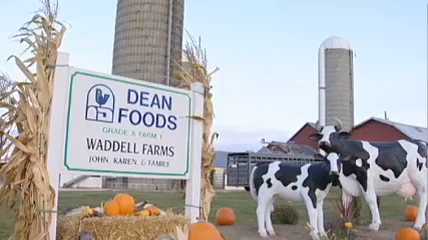 DEAN
FOODS
GRADE A FARM
WADDELL FARMS
JOHN, KAREN, & FAMILY